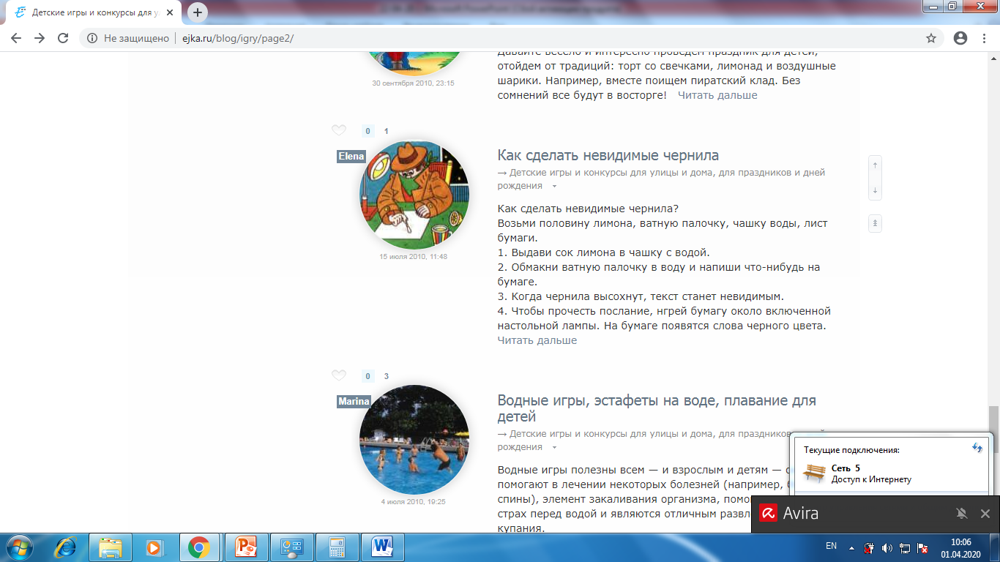 Детские игры и конкурсы для у
Не защищено
ejka.ru/blog/igry/page2/
Давайте весело и интересно проведем праздник для детей,
отойдем от традиций: торт со свечками, лимонад и воздушные
шарики. Например, вместе поищем пиратский клад. Без
сомнений все будут в восторге! Читать дальше
30 сентября 2010, 23:15
0 1
Elena
Как сделать невидимые чернила
→ Детские игры и конкурсы для улицы и дома, для праздников и дней
рождения
Как сделать невидимые чернила?
Возьми половину лимона, ватную палочку, чашку воды, лист
бумаги.
1. Выдави сок лимона в чашку с водой.
2. Обмакни ватную палочку в воду и напиши что-нибудь на
бумаге.
3. Когда чернила высохнут, текст станет невидимым.
4. Чтобы прочесть послание, нгрей бумагу около включенной
настольной лампы. На бумаге появятся слова черного цвета.
Читать дальше
15 июля 2010, 11:48
0 3
Marina
Водные игры, эстафеты на воде, плавание для
детей
→ Детские игры и конкурсы для улицы и дома, для праздников
рождения
Водные игры полезны всем — и взрослым и детям —
помогают в лечении некоторых болезней (например,
спины), элемент закаливания организма,
страх перед водой и являются отличным
купания.
4 июля 2010, 19:25
Текущие подключения:
Сеть 5
Доступ к Интернету
Avira
EN
10:06
01.04.2020